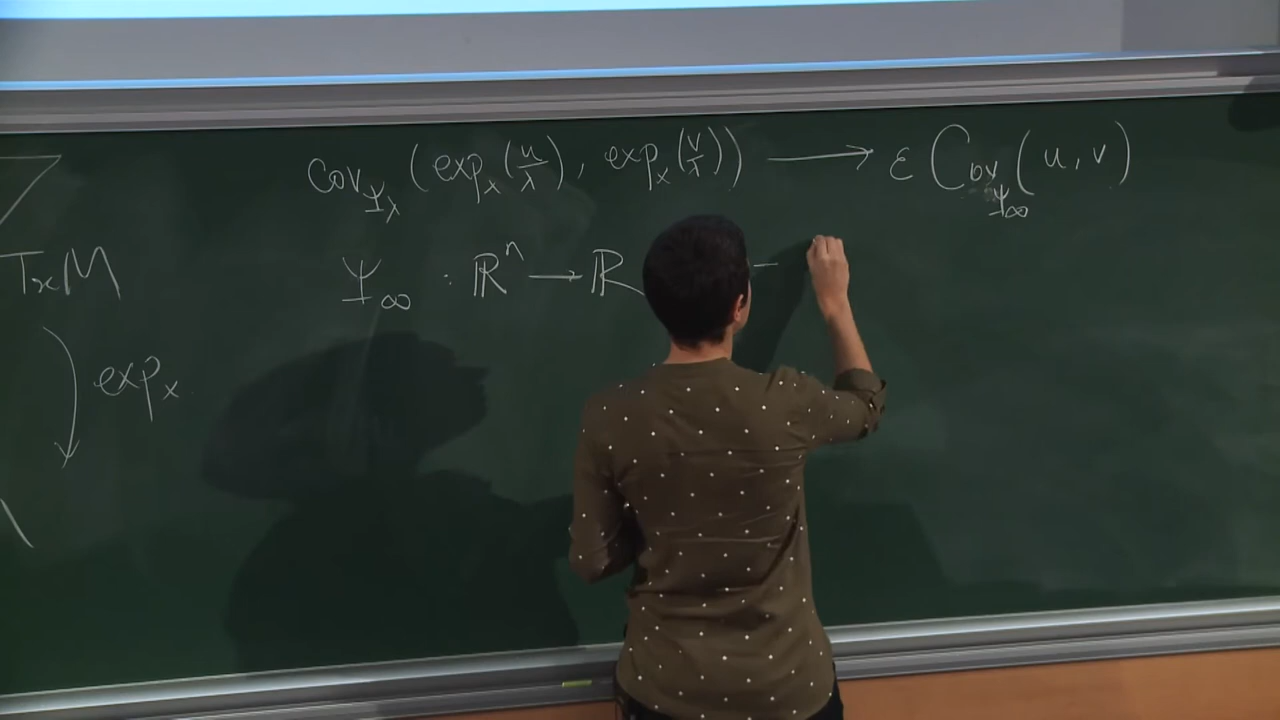 Cov_{Ψ_λ} (exp_x(u/λ), exp_x(v/λ)) ⟶ ε Cov_{Ψ_∞}(u, v)
T_xM
Ψ_∞ : ℝ^n ⟶ ℝ
exp_x